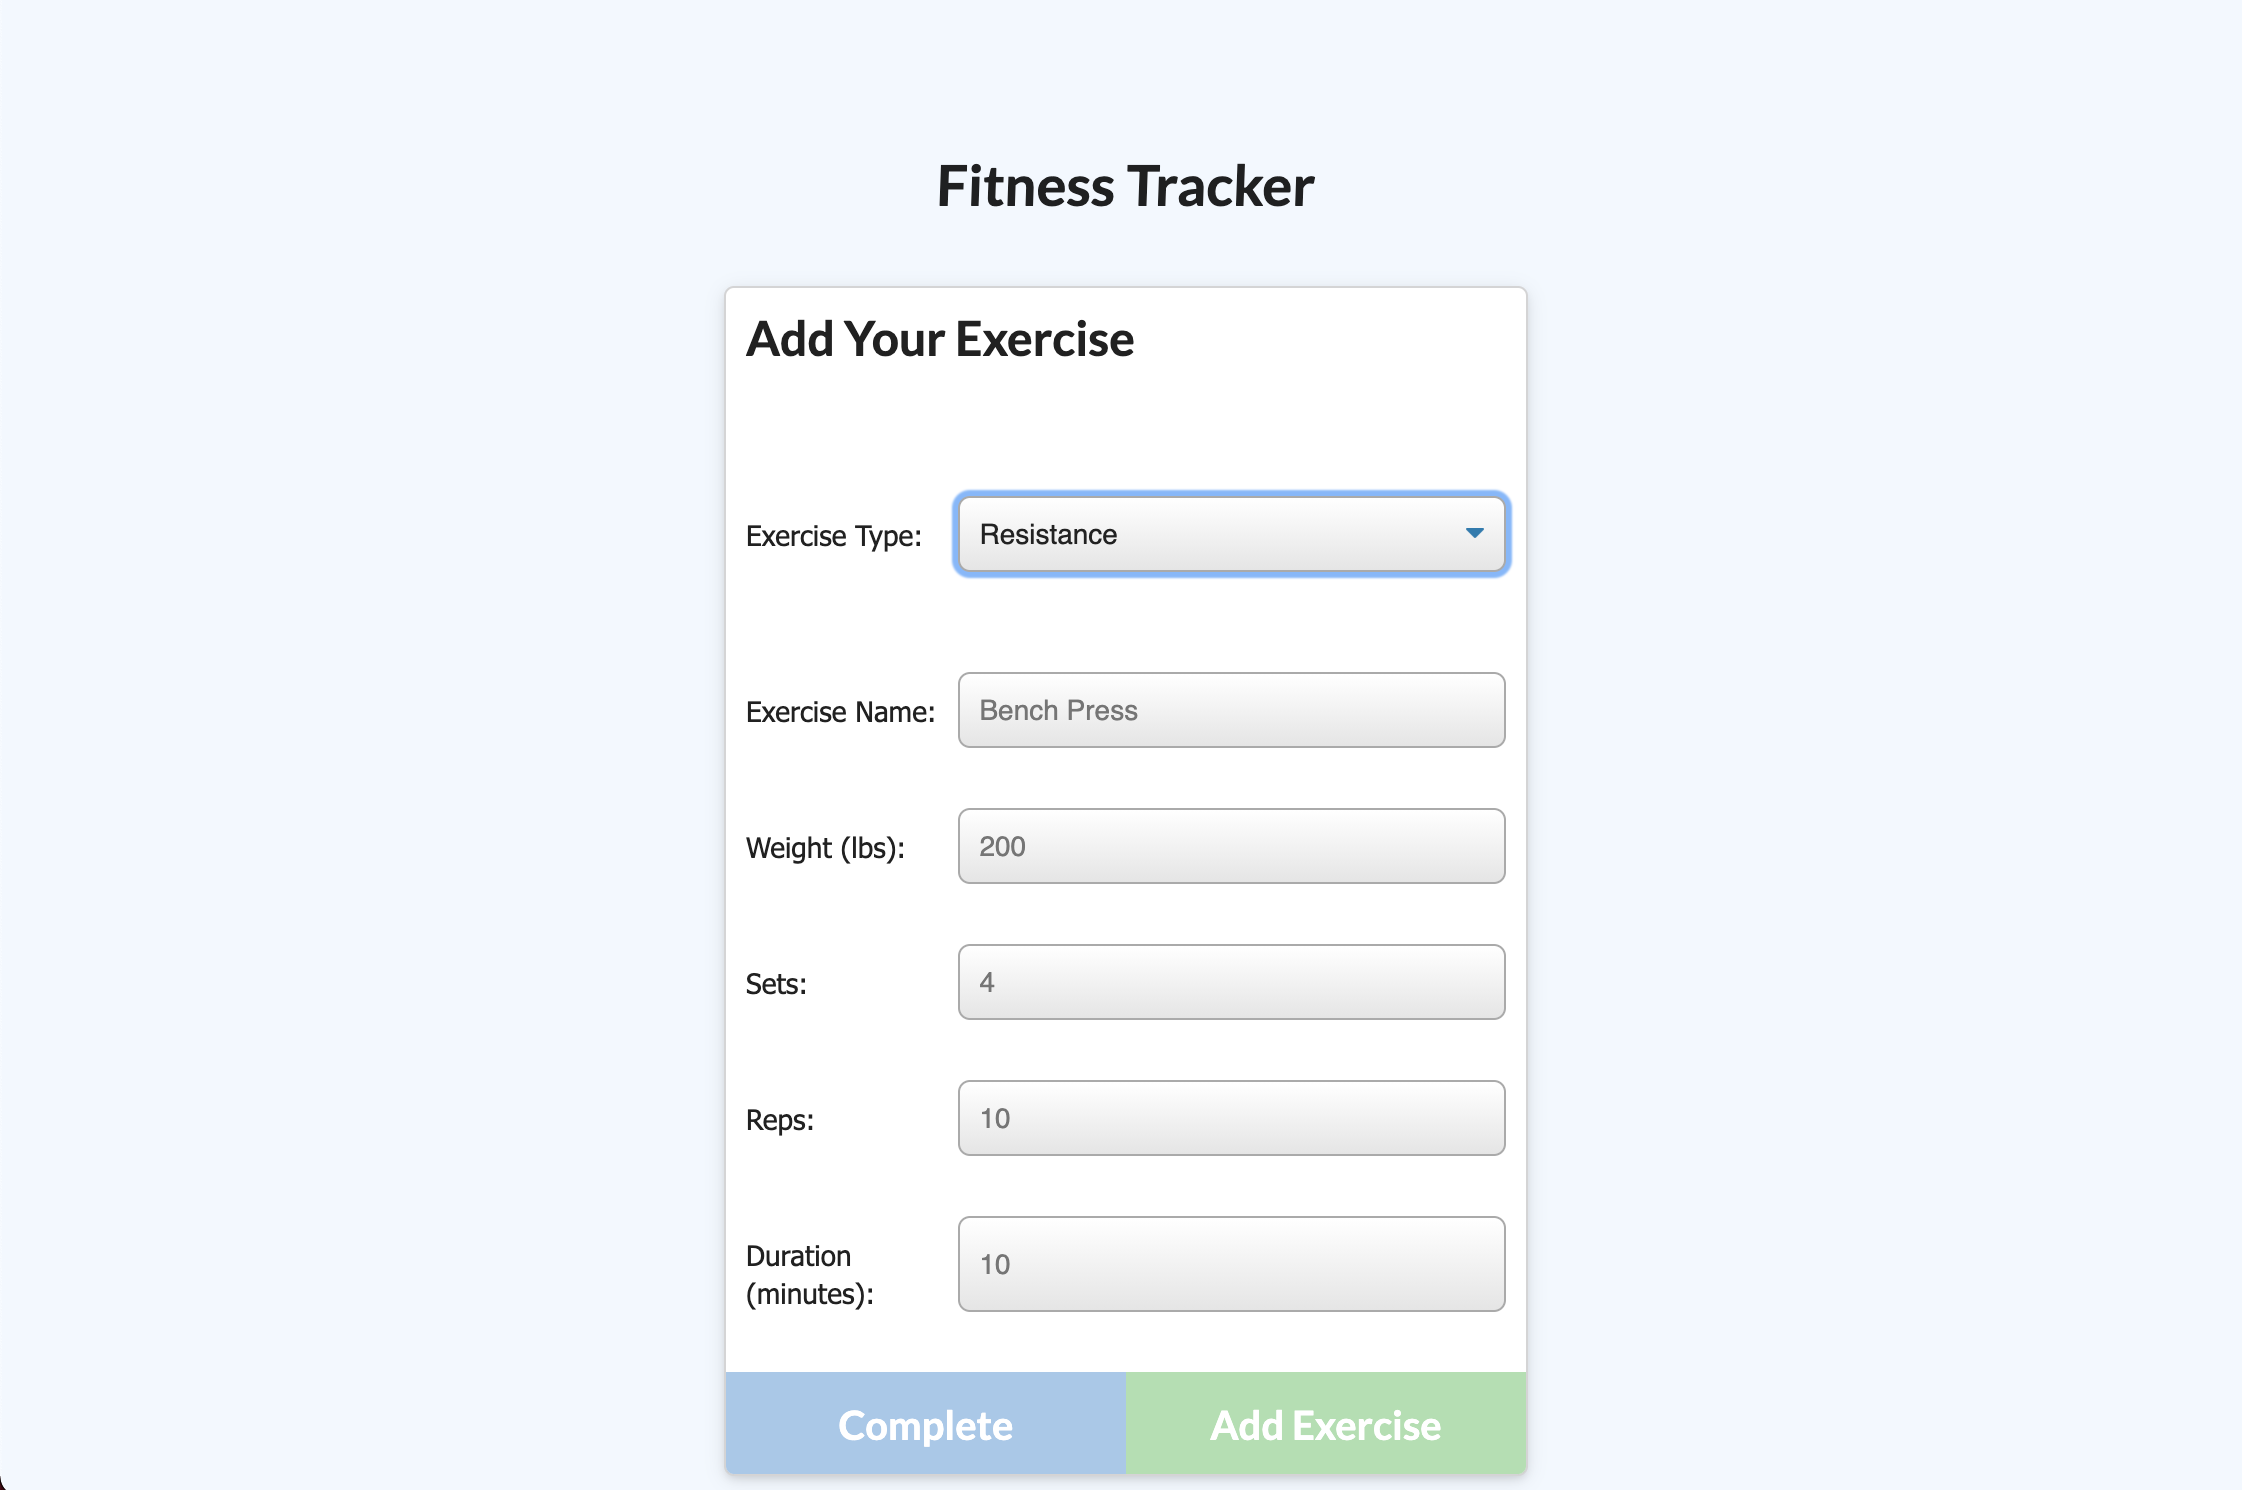 Fitness Tracker
Add Your Exercise
Exercise Type: Resistance
Exercise Name: Bench Press
Weight (lbs): 200
Sets: 4
Reps: 10
Duration
(minutes): 10
Complete Add Exercise